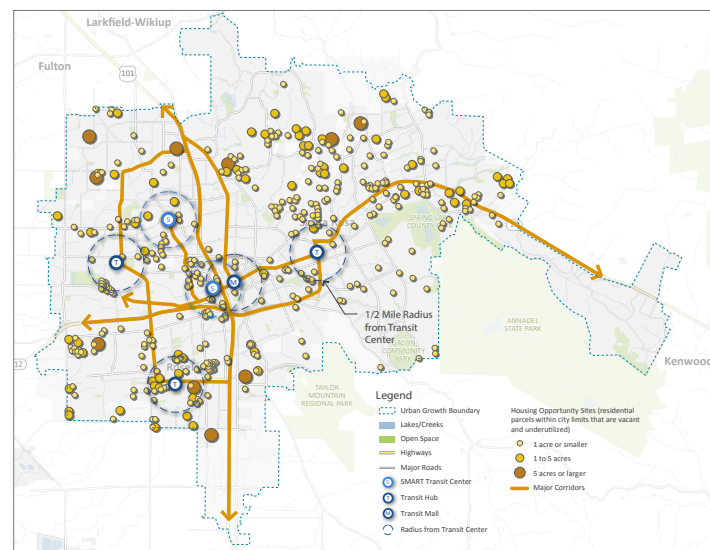 Larkfield-Wikiup
Fulton
101
S
T
T
S
M
SPRING
COUNTY
ANNADEL
STATE PARK
1/2 Mile Radius
from Transit
Center
COMMUNITY
PARK
Kenwood
12
T
TAYLOR
MOUNTAIN
REGIONAL PARK
Legend
Urban Growth Boundary
Lakes/Creeks
Open Space
Highways
Major Roads
S SMART Transit Center
T Transit Hub
M Transit Mall
Radius from Transit Center
Housing Opportunity Sites (residential
parcels within city limits that are vacant
and underutilized)
1 acre or smaller
1 to 5 acres
5 acres or larger
Major Corridors